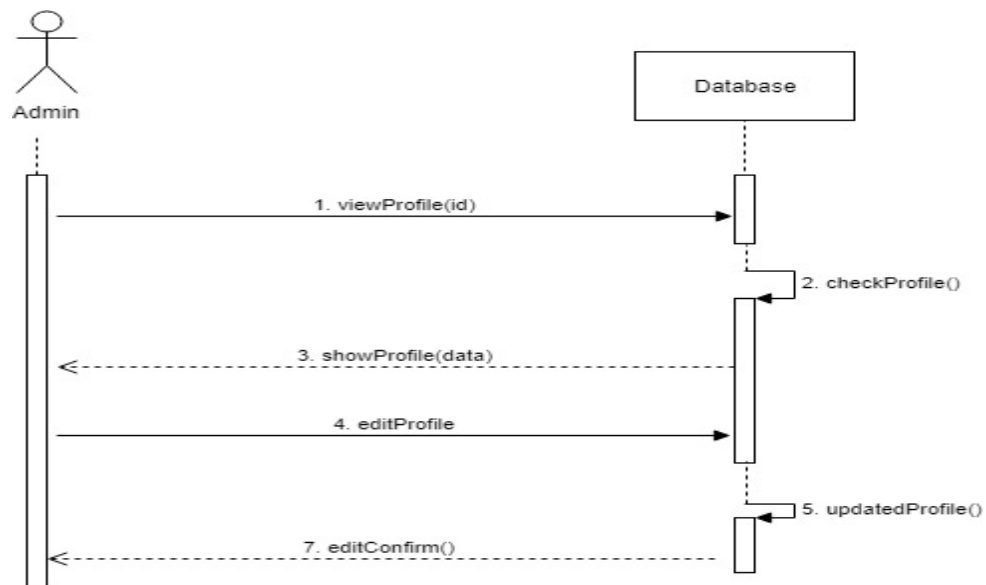 Admin
Database
1. viewProfile(id)
2. checkProfile()
3. showProfile(data)
4. editProfile
5. updatedProfile()
7. editConfirm()